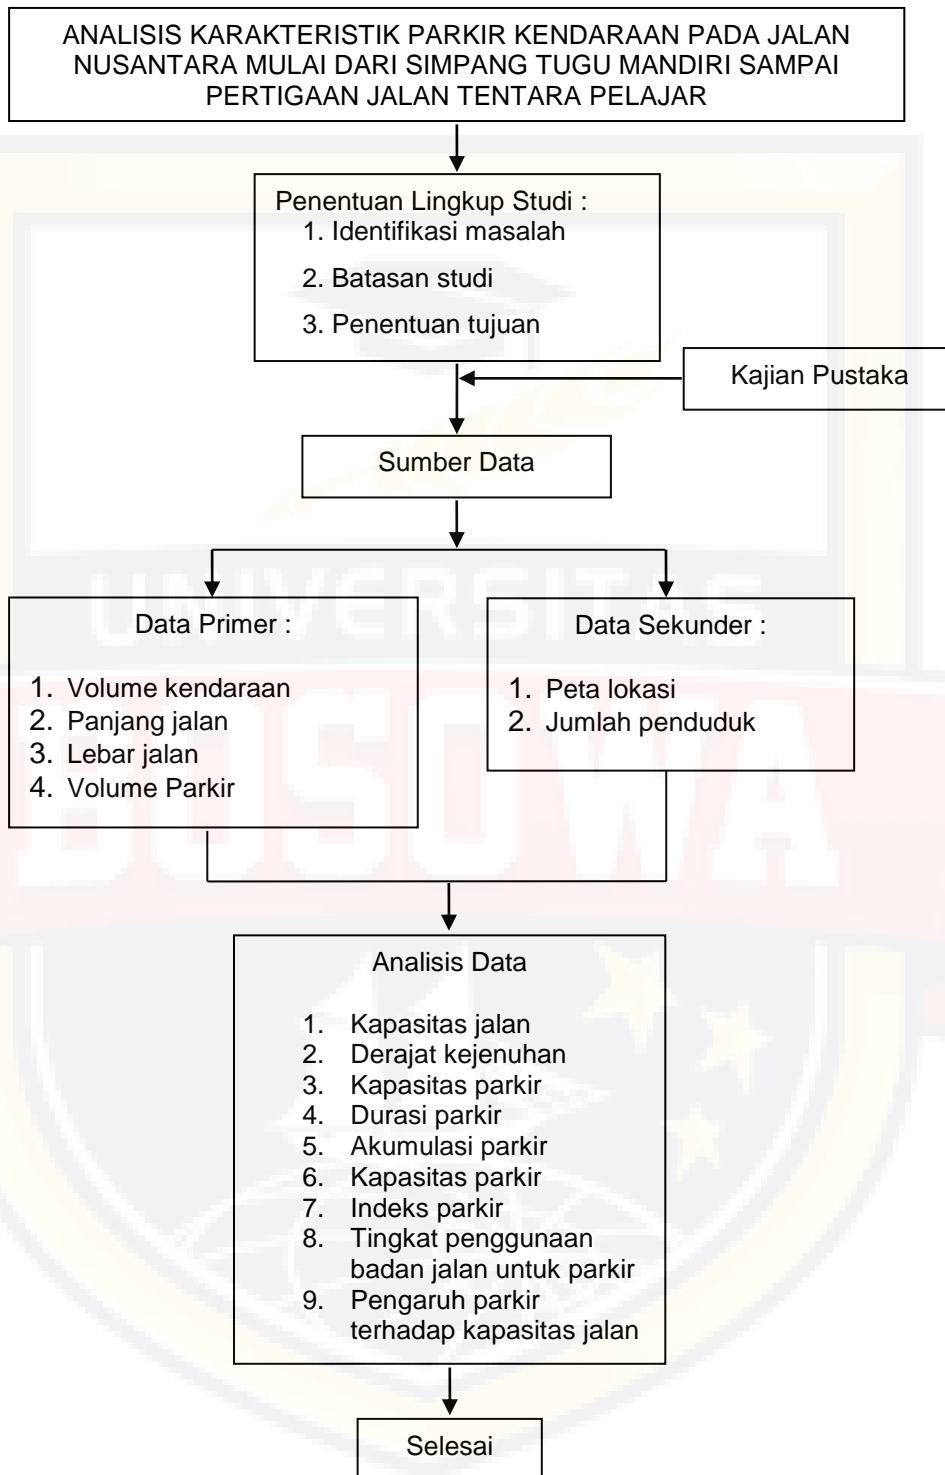 ANALISIS KARAKTERISTIK PARKIR KENDARAAN PADA JALAN
NUSANTARA MULAI DARI SIMPANG TUGU MANDIRI SAMPAI
PERTIGAAN JALAN TENTARA PELAJAR
Penentuan Lingkup Studi :
1. Identifikasi masalah
2. Batasan studi
3. Penentuan tujuan
Kajian Pustaka
Sumber Data
UNIVERSITAS
Data Primer :
1. Volume kendaraan
2. Panjang jalan
3. Lebar jalan
4. Volume Parkir
Data Sekunder :
1. Peta lokasi
2. Jumlah penduduk
BOSOWA
Analisis Data
1. Kapasitas jalan
2. Derajat kejenuhan
3. Kapasitas parkir
4. Durasi parkir
5. Akumulasi parkir
6. Kapasitas parkir
7. Indeks parkir
8. Tingkat penggunaan
badan jalan untuk parkir
9. Pengaruh parkir
terhadap kapasitas jalan
Selesai